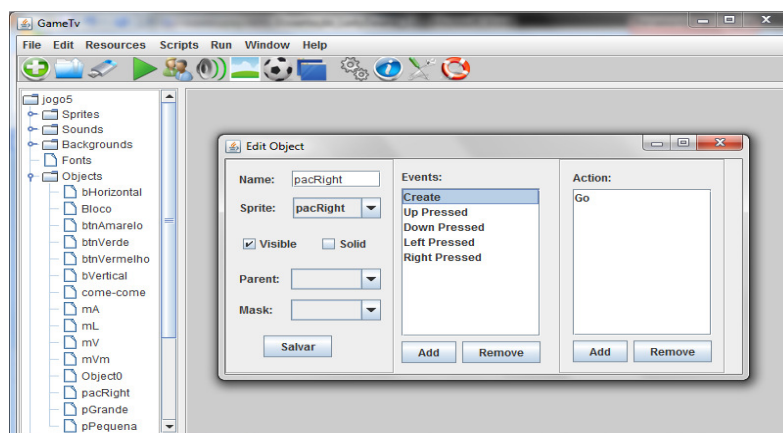 GameTv
File Edit Resources Scripts Run Window Help
jogo5
Sprites
Sounds
Backgrounds
Fonts
Objects
bHorizontal
Bloco
btnAmarelo
btnVerde
btnVermelho
bVertical
come-come
mA
mL
mV
mVm
Object0
pacRight
pGrande
pPequena
Edit Object
Name: pacRight
Sprite: pacRight
Visible Solid
Parent:
Mask:
Salvar
Events:
Create
Up Pressed
Down Pressed
Left Pressed
Right Pressed
Add Remove
Action:
Go
Add Remove